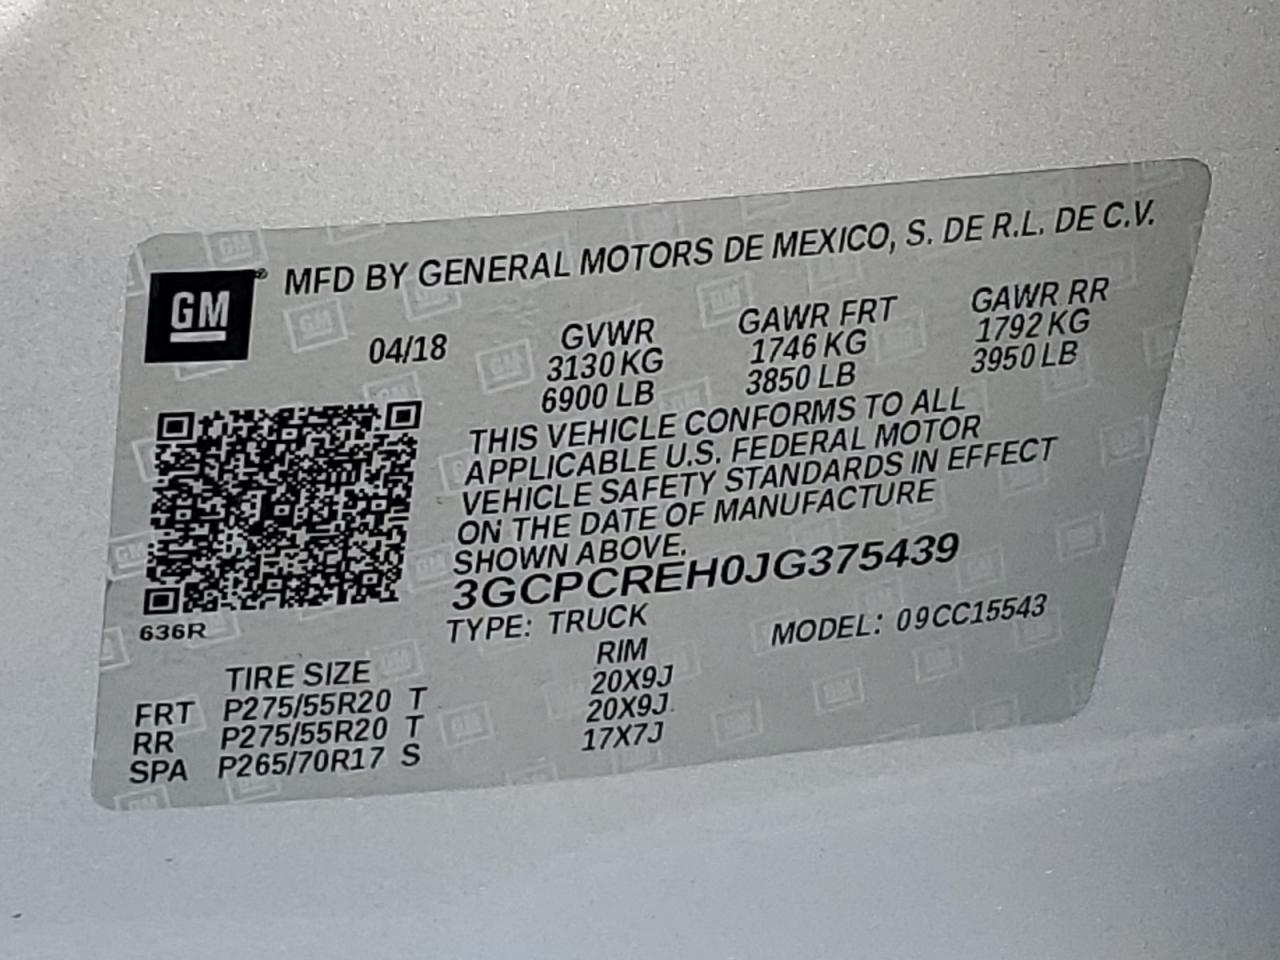 GM® MFD BY GENERAL MOTORS DE MEXICO, S. DE R.L. DE C.V.
04/18 GVWR GAWR FRT GAWR RR
3130 KG 1746 KG 1792 KG
6900 LB 3850 LB 3950 LB
THIS VEHICLE CONFORMS TO ALL
APPLICABLE U.S. FEDERAL MOTOR
VEHICLE SAFETY STANDARDS IN EFFECT
ON THE DATE OF MANUFACTURE
SHOWN ABOVE.
3GCPCREH0JG375439
636R
TYPE: TRUCK MODEL: 09CC15543
TIRE SIZE RIM
FRT P275/55R20 T 20X9J
RR P275/55R20 T 20X9J
SPA P265/70R17 S 17X7J